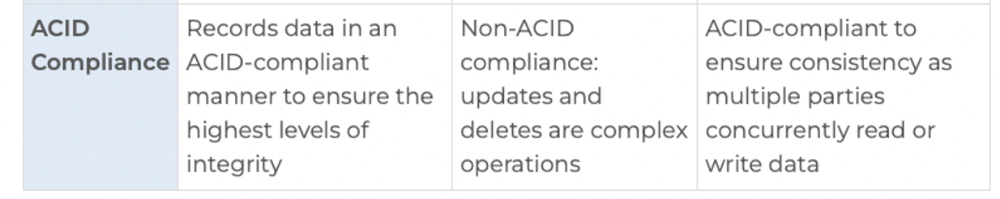 ACID
Compliance
Records data in an
ACID-compliant
manner to ensure the
highest levels of
integrity
Non-ACID
compliance:
updates and
deletes are complex
operations
ACID-compliant to
ensure consistency as
multiple parties
concurrently read or
write data